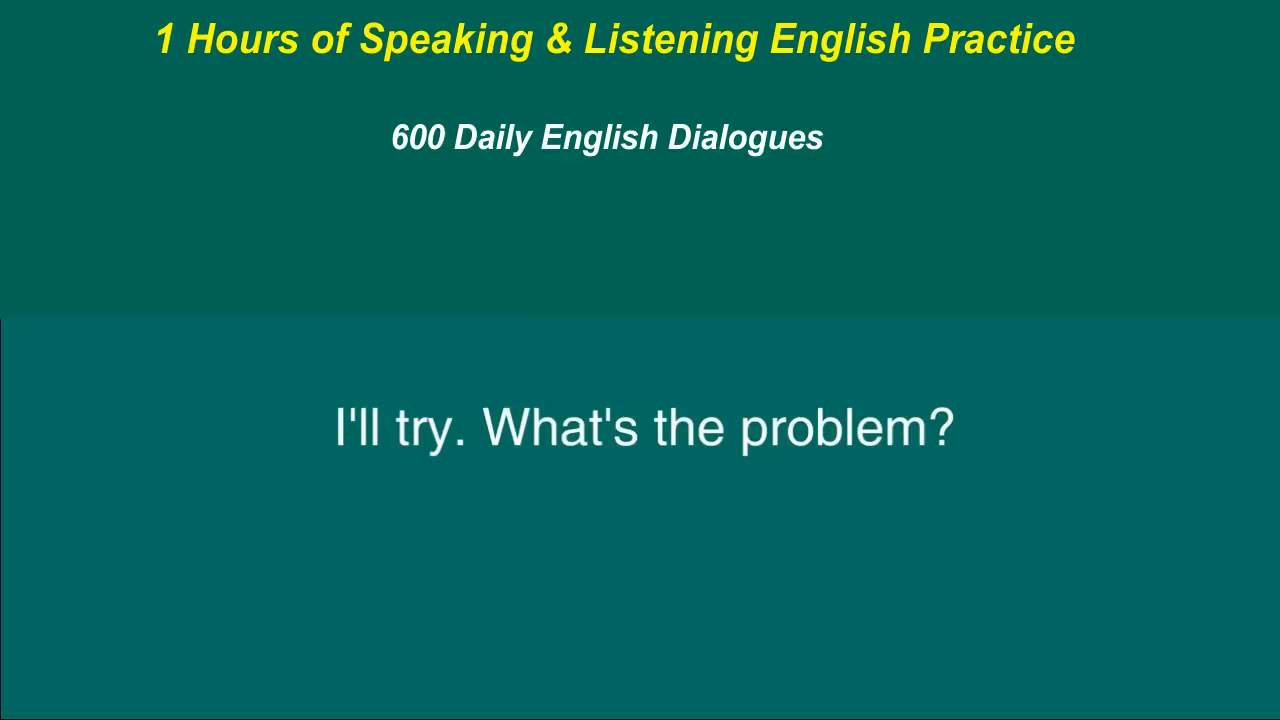 1 Hours of Speaking & Listening English Practice
600 Daily English Dialogues
I'll try. What's the problem?